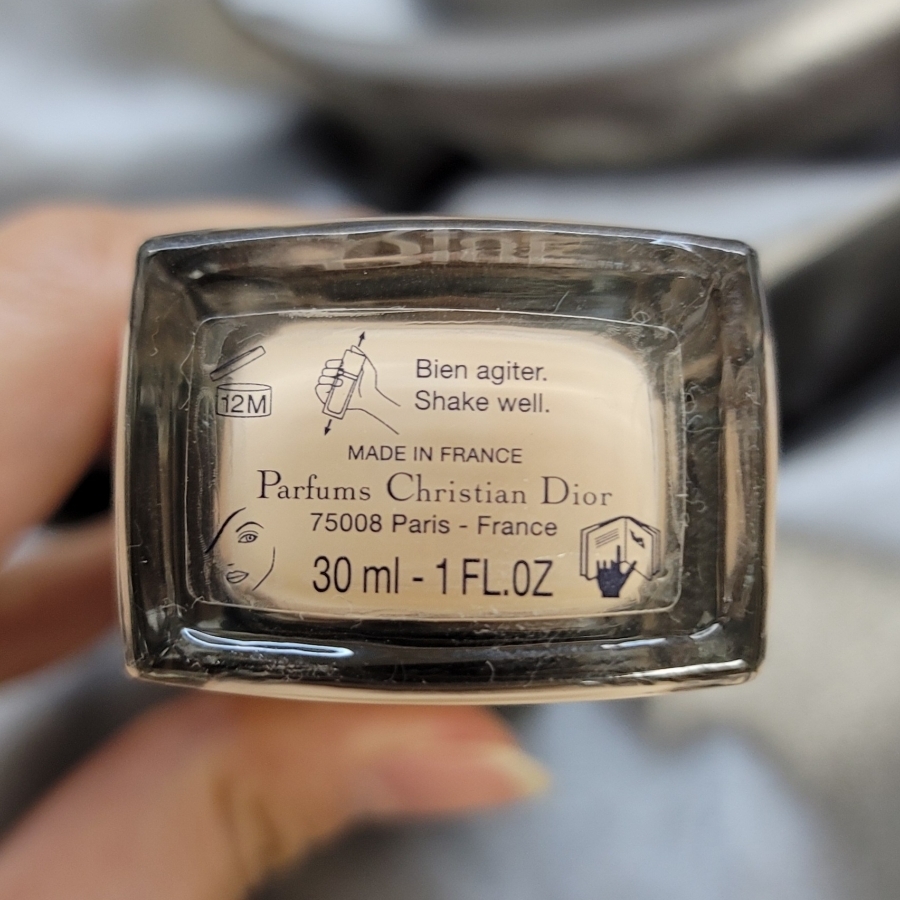 Dior
12M
Bien agiter.
Shake well.
MADE IN FRANCE
Parfums Christian Dior
75008 Paris - France
30 ml - 1 FL.OZ